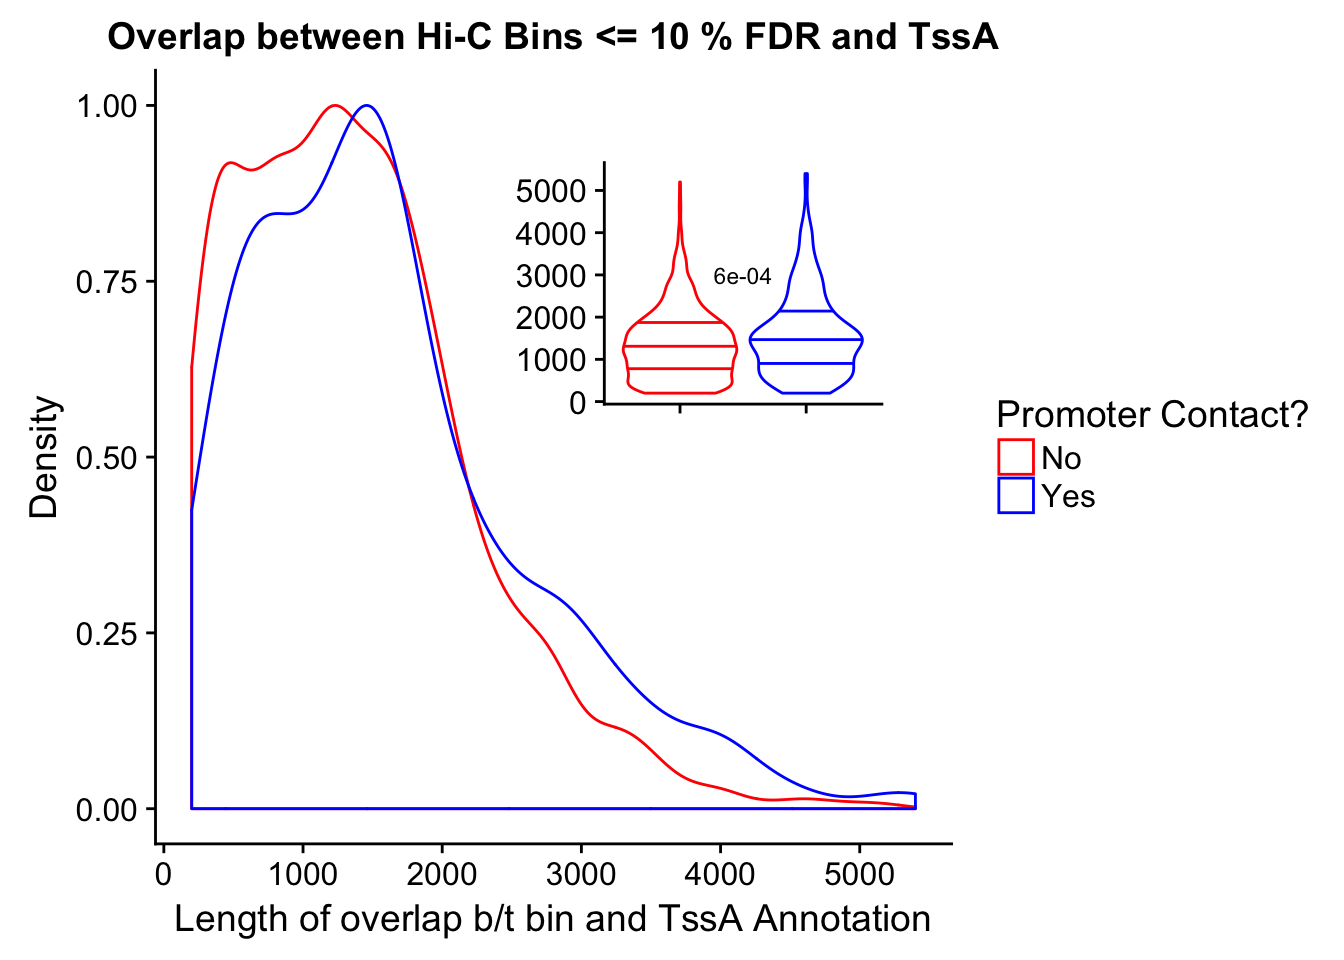 Overlap between Hi-C Bins <= 10 % FDR and TssA
1.00
0.75
0.50
0.25
0.00
Density
0
1000
2000
3000
4000
5000
Length of overlap b/t bin and TssA Annotation
5000
4000
3000
2000
1000
0
6e-04
Promoter Contact?
No
Yes